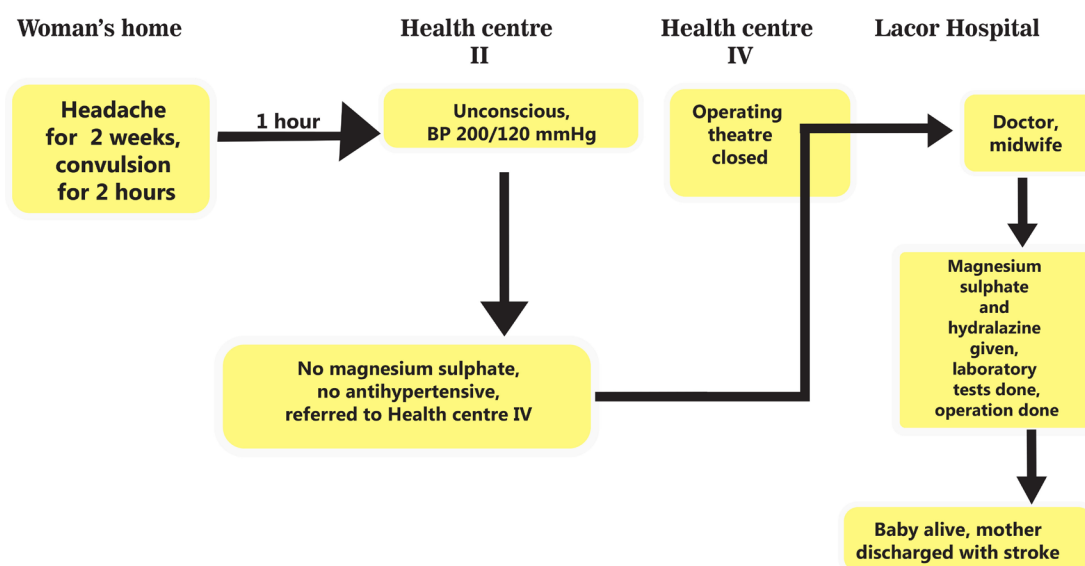 Woman's home
Health centre
II
Health centre
IV
Lacor Hospital
Headache
for 2 weeks,
convulsion
for 2 hours
1 hour
Unconscious,
BP 200/120 mmHg
Operating
theatre
closed
Doctor,
midwife
No magnesium sulphate,
no antihypertensive,
referred to Health centre IV
Magnesium
sulphate
and
hydralazine
given,
laboratory
tests done,
operation done
Baby alive, mother
discharged with stroke